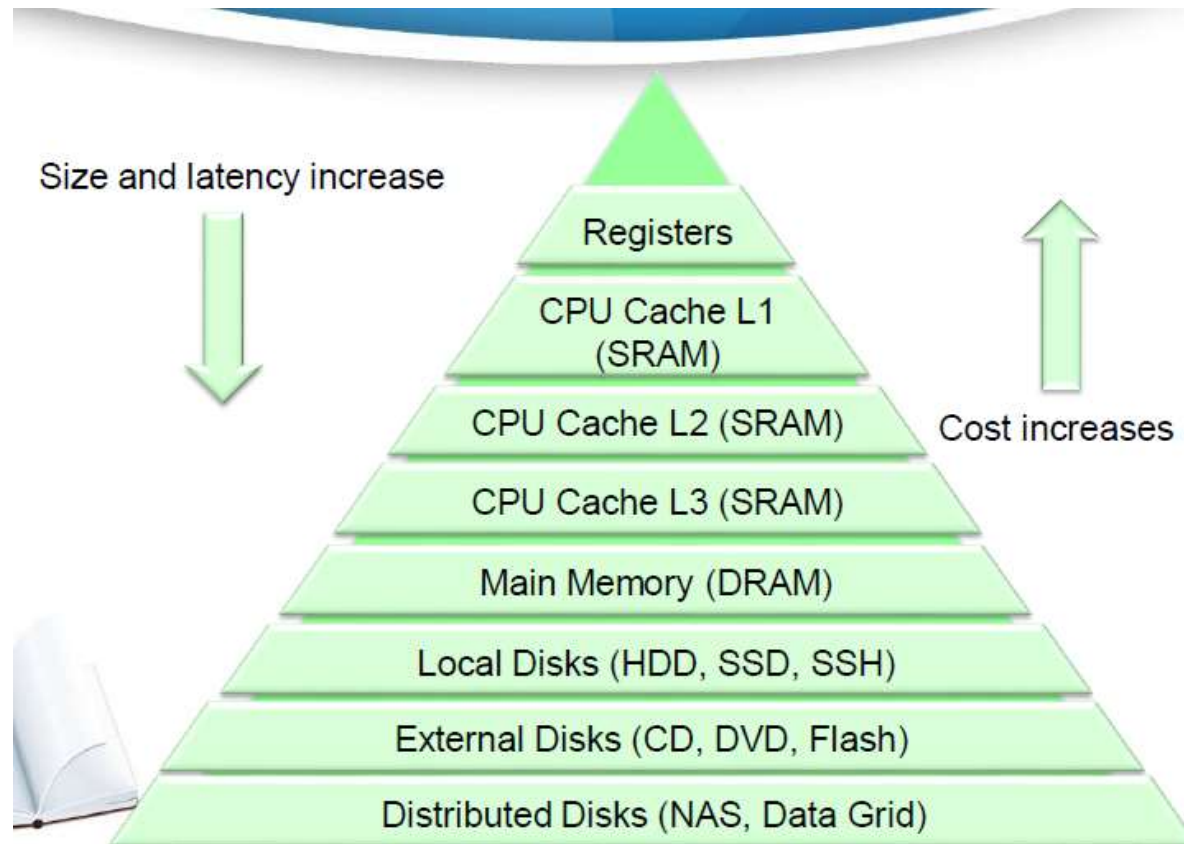 Size and latency increase
Registers
CPU Cache L1
(SRAM)
CPU Cache L2 (SRAM)
Cost increases
CPU Cache L3 (SRAM)
Main Memory (DRAM)
Local Disks (HDD, SSD, SSH)
External Disks (CD, DVD, Flash)
Distributed Disks (NAS, Data Grid)